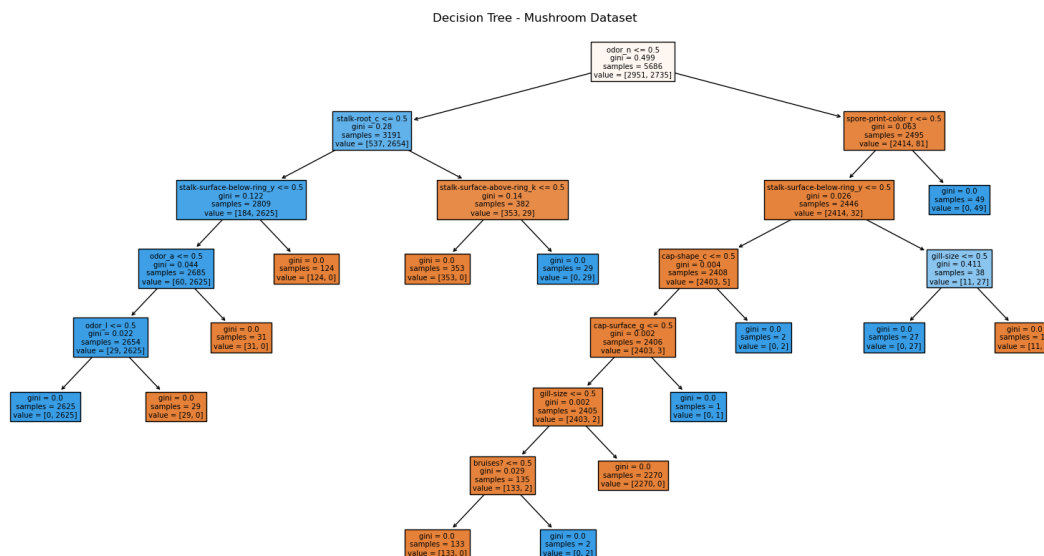 Decision Tree - Mushroom Dataset
odor_n <= 0.5
gini = 0.499
samples = 5686
value = [2951, 2735]
stalk-root_c <= 0.5
gini = 0.28
samples = 3191
value = [537, 2654]
spore-print-color_r <= 0.5
gini = 0.063
samples = 2495
value = [2414, 81]
stalk-surface-below-ring_y <= 0.5
gini = 0.122
samples = 2809
value = [184, 2625]
stalk-surface-above-ring_k <= 0.5
gini = 0.14
samples = 382
value = [353, 29]
stalk-surface-below-ring_y <= 0.5
gini = 0.026
samples = 2446
value = [2414, 32]
gini = 0.0
samples = 49
value = [0, 49]
odor_a <= 0.5
gini = 0.044
samples = 2685
value = [60, 2625]
gini = 0.0
samples = 124
value = [124, 0]
gini = 0.0
samples = 353
value = [353, 0]
gini = 0.0
samples = 29
value = [0, 29]
cap-shape_c <= 0.5
gini = 0.004
samples = 2408
value = [2403, 5]
gill-size <= 0.5
gini = 0.411
samples = 38
value = [11, 27]
odor_l <= 0.5
gini = 0.022
samples = 2654
value = [29, 2625]
gini = 0.0
samples = 31
value = [31, 0]
cap-surface_g <= 0.5
gini = 0.002
samples = 2406
value = [2403, 3]
gini = 0.0
samples = 2
value = [0, 2]
gini = 0.0
samples = 27
value = [0, 27]
gini = 0.0
samples = 1
value = [11,
gini = 0.0
samples = 2625
value = [0, 2625]
gini = 0.0
samples = 29
value = [29, 0]
gill-size <= 0.5
gini = 0.002
samples = 2405
value = [2403, 2]
gini = 0.0
samples = 1
value = [0, 1]
bruises? <= 0.5
gini = 0.029
samples = 135
value = [133, 2]
gini = 0.0
samples = 2270
value = [2270, 0]
gini = 0.0
samples = 133
value = [133, 0]
gini = 0.0
samples = 2
value = [0, 2]